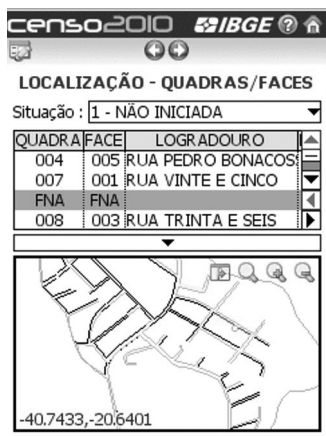 censo2010 IBGE ?
LOCALIZAÇÃO - QUADRAS/FACES
Situação : 1 - NÃO INICIADA
QUADRA FACE LOGRADOURO
004 005 RUA PEDRO BONACOS
007 001 RUA VINTE E CINCO
FNA FNA
008 003 RUA TRINTA E SEIS
-40.7433,-20.6401